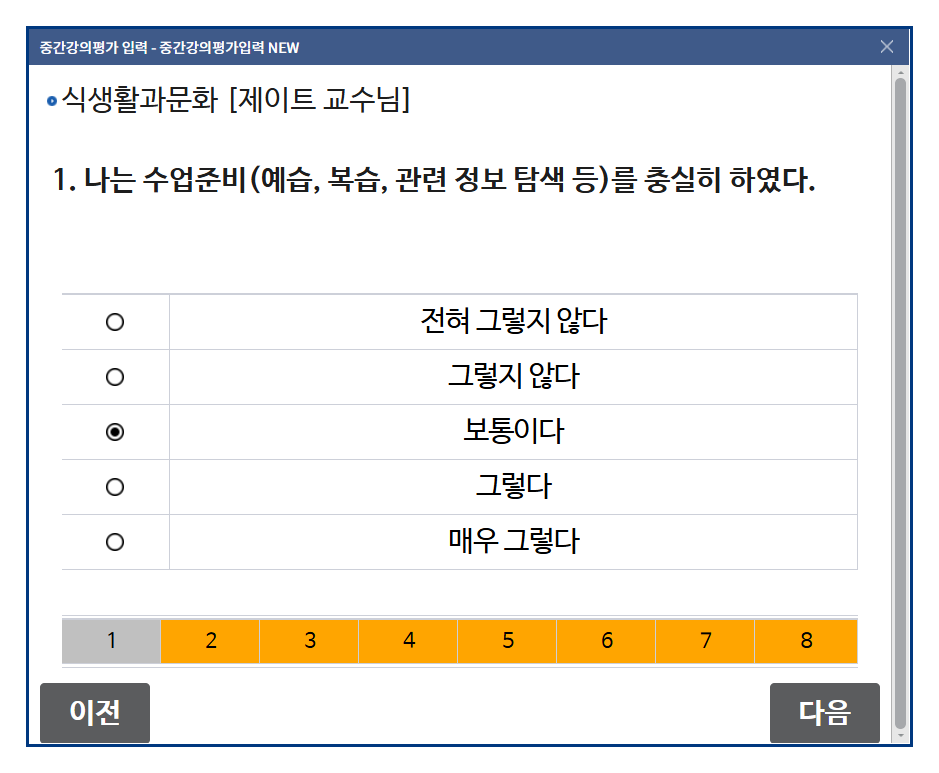 중간강의평가 입력 - 중간강의평가입력 NEW
식생활과문화 [제이트 교수님]
1. 나는 수업준비(예습, 복습, 관련 정보 탐색 등)를 충실히 하였다.
전혀 그렇지 않다
그렇지 않다
보통이다
그렇다
매우 그렇다
1 2 3 4 5 6 7 8
이전 다음